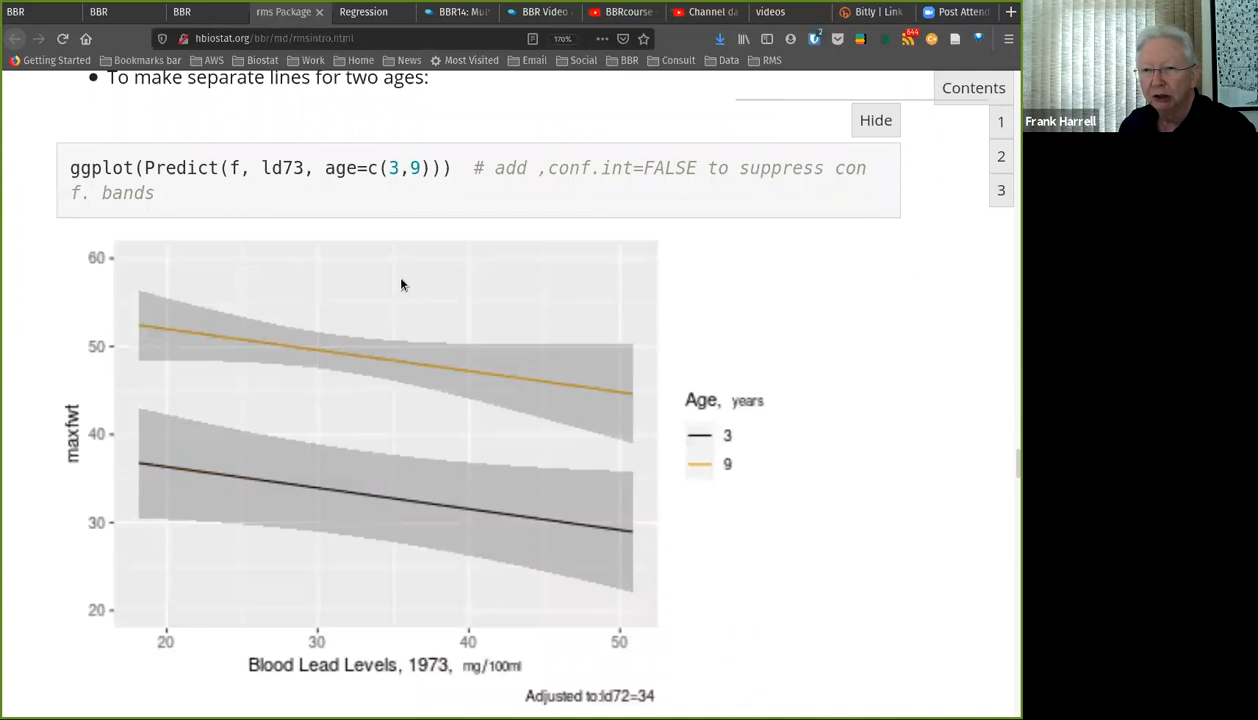 BBR
BBR
BBR
rms Package
Regression
BBR14: Mul
BBR Video
BBRcourse
Channel da
videos
Bitly | Link
Post Attend
hbiostat.org/bbr/md/rmsintro.html
170%
2
644
Getting Started
Bookmarks bar
AWS
Biostat
Work
Home
News
Most Visited
Email
Social
BBR
Consult
Data
RMS
• To make separate lines for two ages:
Contents
Hide
1
2
3
ggplot(Predict(f, ld73, age=c(3,9)))  # add ,conf.int=FALSE to suppress con
f. bands
60
50
40
30
20
maxfwt
20 30 40 50
Blood Lead Levels, 1973, mg/100ml
Adjusted to:ld72=34
Age, years
3
9
Frank Harrell